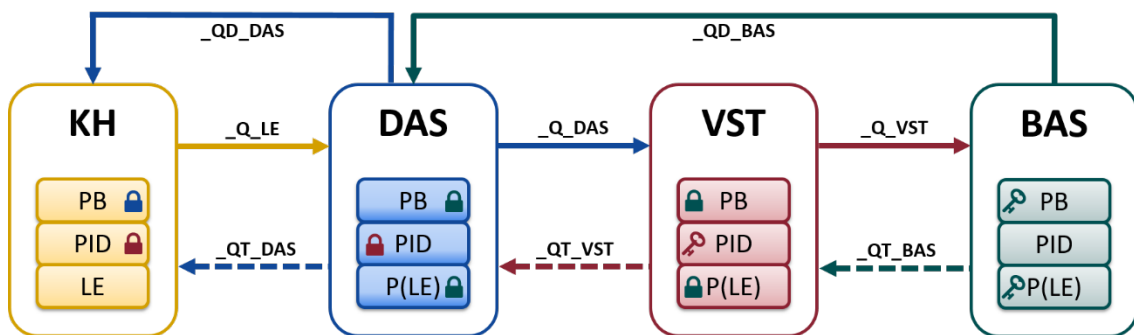 _QD_DAS
_QD_BAS
KH
_Q_LE
DAS
_Q_DAS
VST
_Q_VST
BAS
PB
PB
PB
PB
PID
PID
PID
PID
_QT_DAS
_QT_VST
_QT_BAS
LE
P(LE)
P(LE)
P(LE)